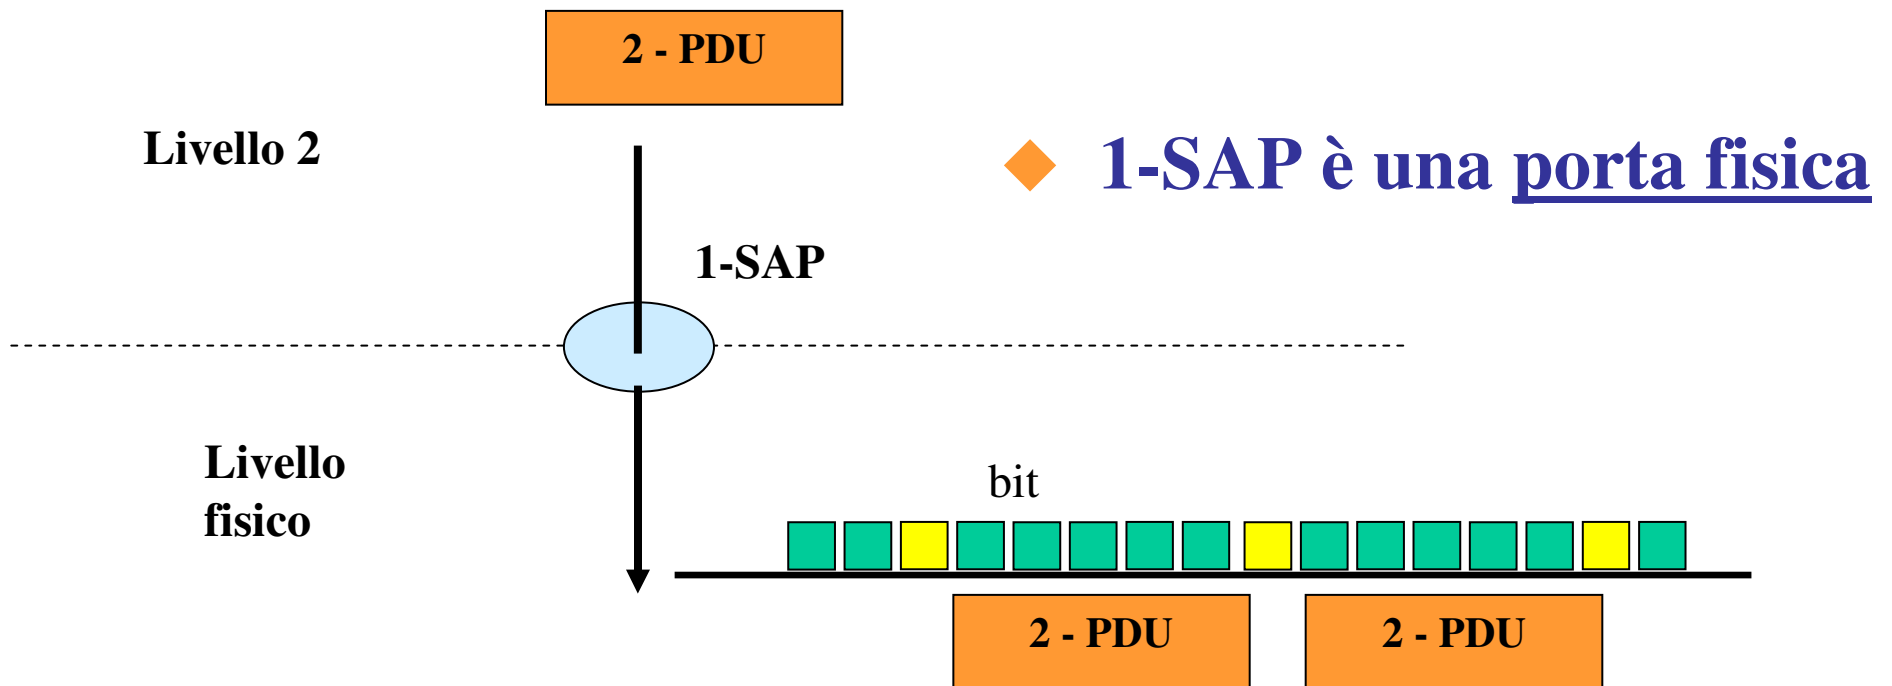 2 - PDU
Livello 2
1-SAP è una porta fisica
1-SAP
Livello
fisico
bit
2 - PDU
2 - PDU